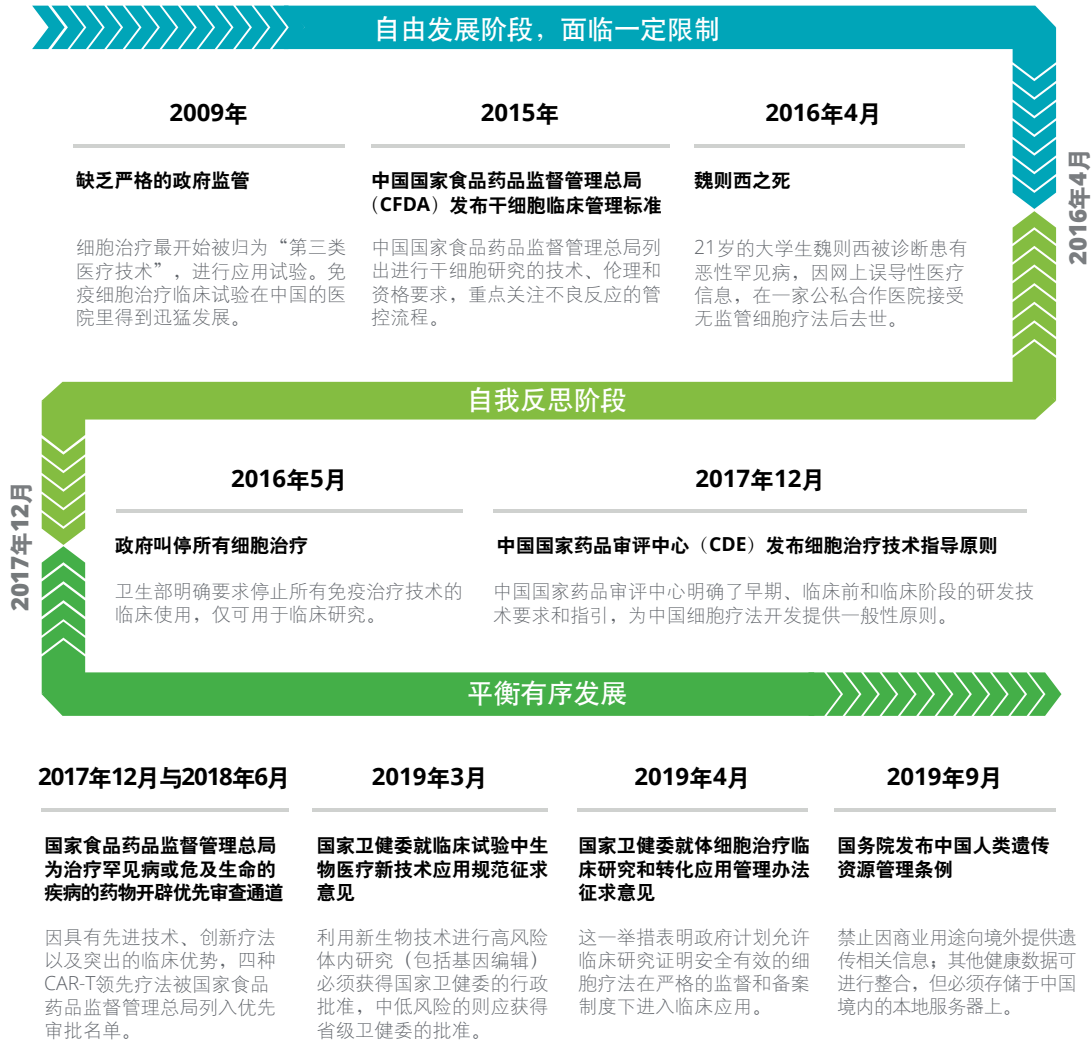 自由发展阶段，面临一定限制
2009年
缺乏严格的政府监管
细胞治疗最开始被归为“第三类
医疗技术”，进行应用试验。免
疫细胞治疗临床试验在中国的医
院里得到迅猛发展。
2015年
中国国家食品药品监督管理总局
（CFDA）发布干细胞临床管理标准
中国国家食品药品监督管理总局列
出进行干细胞研究的技术、伦理和
资格要求，重点关注不良反应的管
控流程。
2016年4月
魏则西之死
21岁的大学生魏则西被诊断患有
恶性罕见病，因网上误导性医疗
信息，在一家公私合作医院接受
无监管细胞疗法后去世。
2016年4月
自我反思阶段
2017年12月
2016年5月
政府叫停所有细胞治疗
卫生部明确要求停止所有免疫治疗技术的
临床使用，仅可用于临床研究。
2017年12月
中国国家药品审评中心（CDE）发布细胞治疗技术指导原则
中国国家药品审评中心明确了早期、临床前和临床阶段的研发技
术要求和指引，为中国细胞疗法开发提供一般性原则。
平衡有序发展
2017年12月与2018年6月
国家食品药品监督管理总局
为治疗罕见病或危及生命的
疾病的药物开辟优先审查通道
因具有先进技术、创新疗法
以及突出的临床优势，四种
CAR-T领先疗法被国家食品
药品监督管理总局列入优先
审批名单。
2019年3月
国家卫健委就临床试验中生
物医疗新技术应用规范征求
意见
利用新生物技术进行高风险
体内研究（包括基因编辑）
必须获得国家卫健委的行政
批准，中低风险的则应获得
省级卫健委的批准。
2019年4月
国家卫健委就体细胞治疗临
床研究和转化应用管理办法
征求意见
这一举措表明政府计划允许
临床研究证明安全有效的细
胞疗法在严格的监督和备案
制度下进入临床应用。
2019年9月
国务院发布中国人类遗传
资源管理条例
禁止因商业用途向境外提供遗
传相关信息；其他健康数据可
进行整合，但必须存储于中国
境内的本地服务器上。